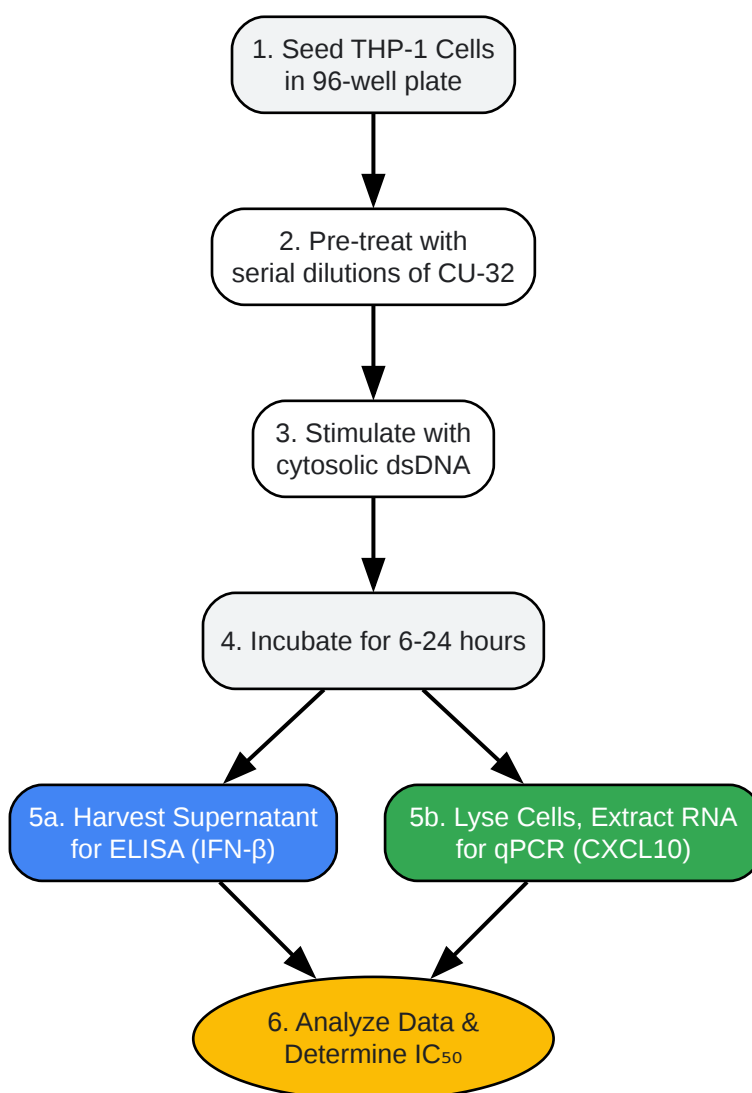 1. Seed THP-1 Cells
in 96-well plate
2. Pre-treat with
serial dilutions of CU-32
3. Stimulate with
cytosolic dsDNA
4. Incubate for 6-24 hours
5a. Harvest Supernatant
for ELISA (IFN-β)
5b. Lyse Cells, Extract RNA
for qPCR (CXCL10)
6. Analyze Data &
Determine IC₅₀